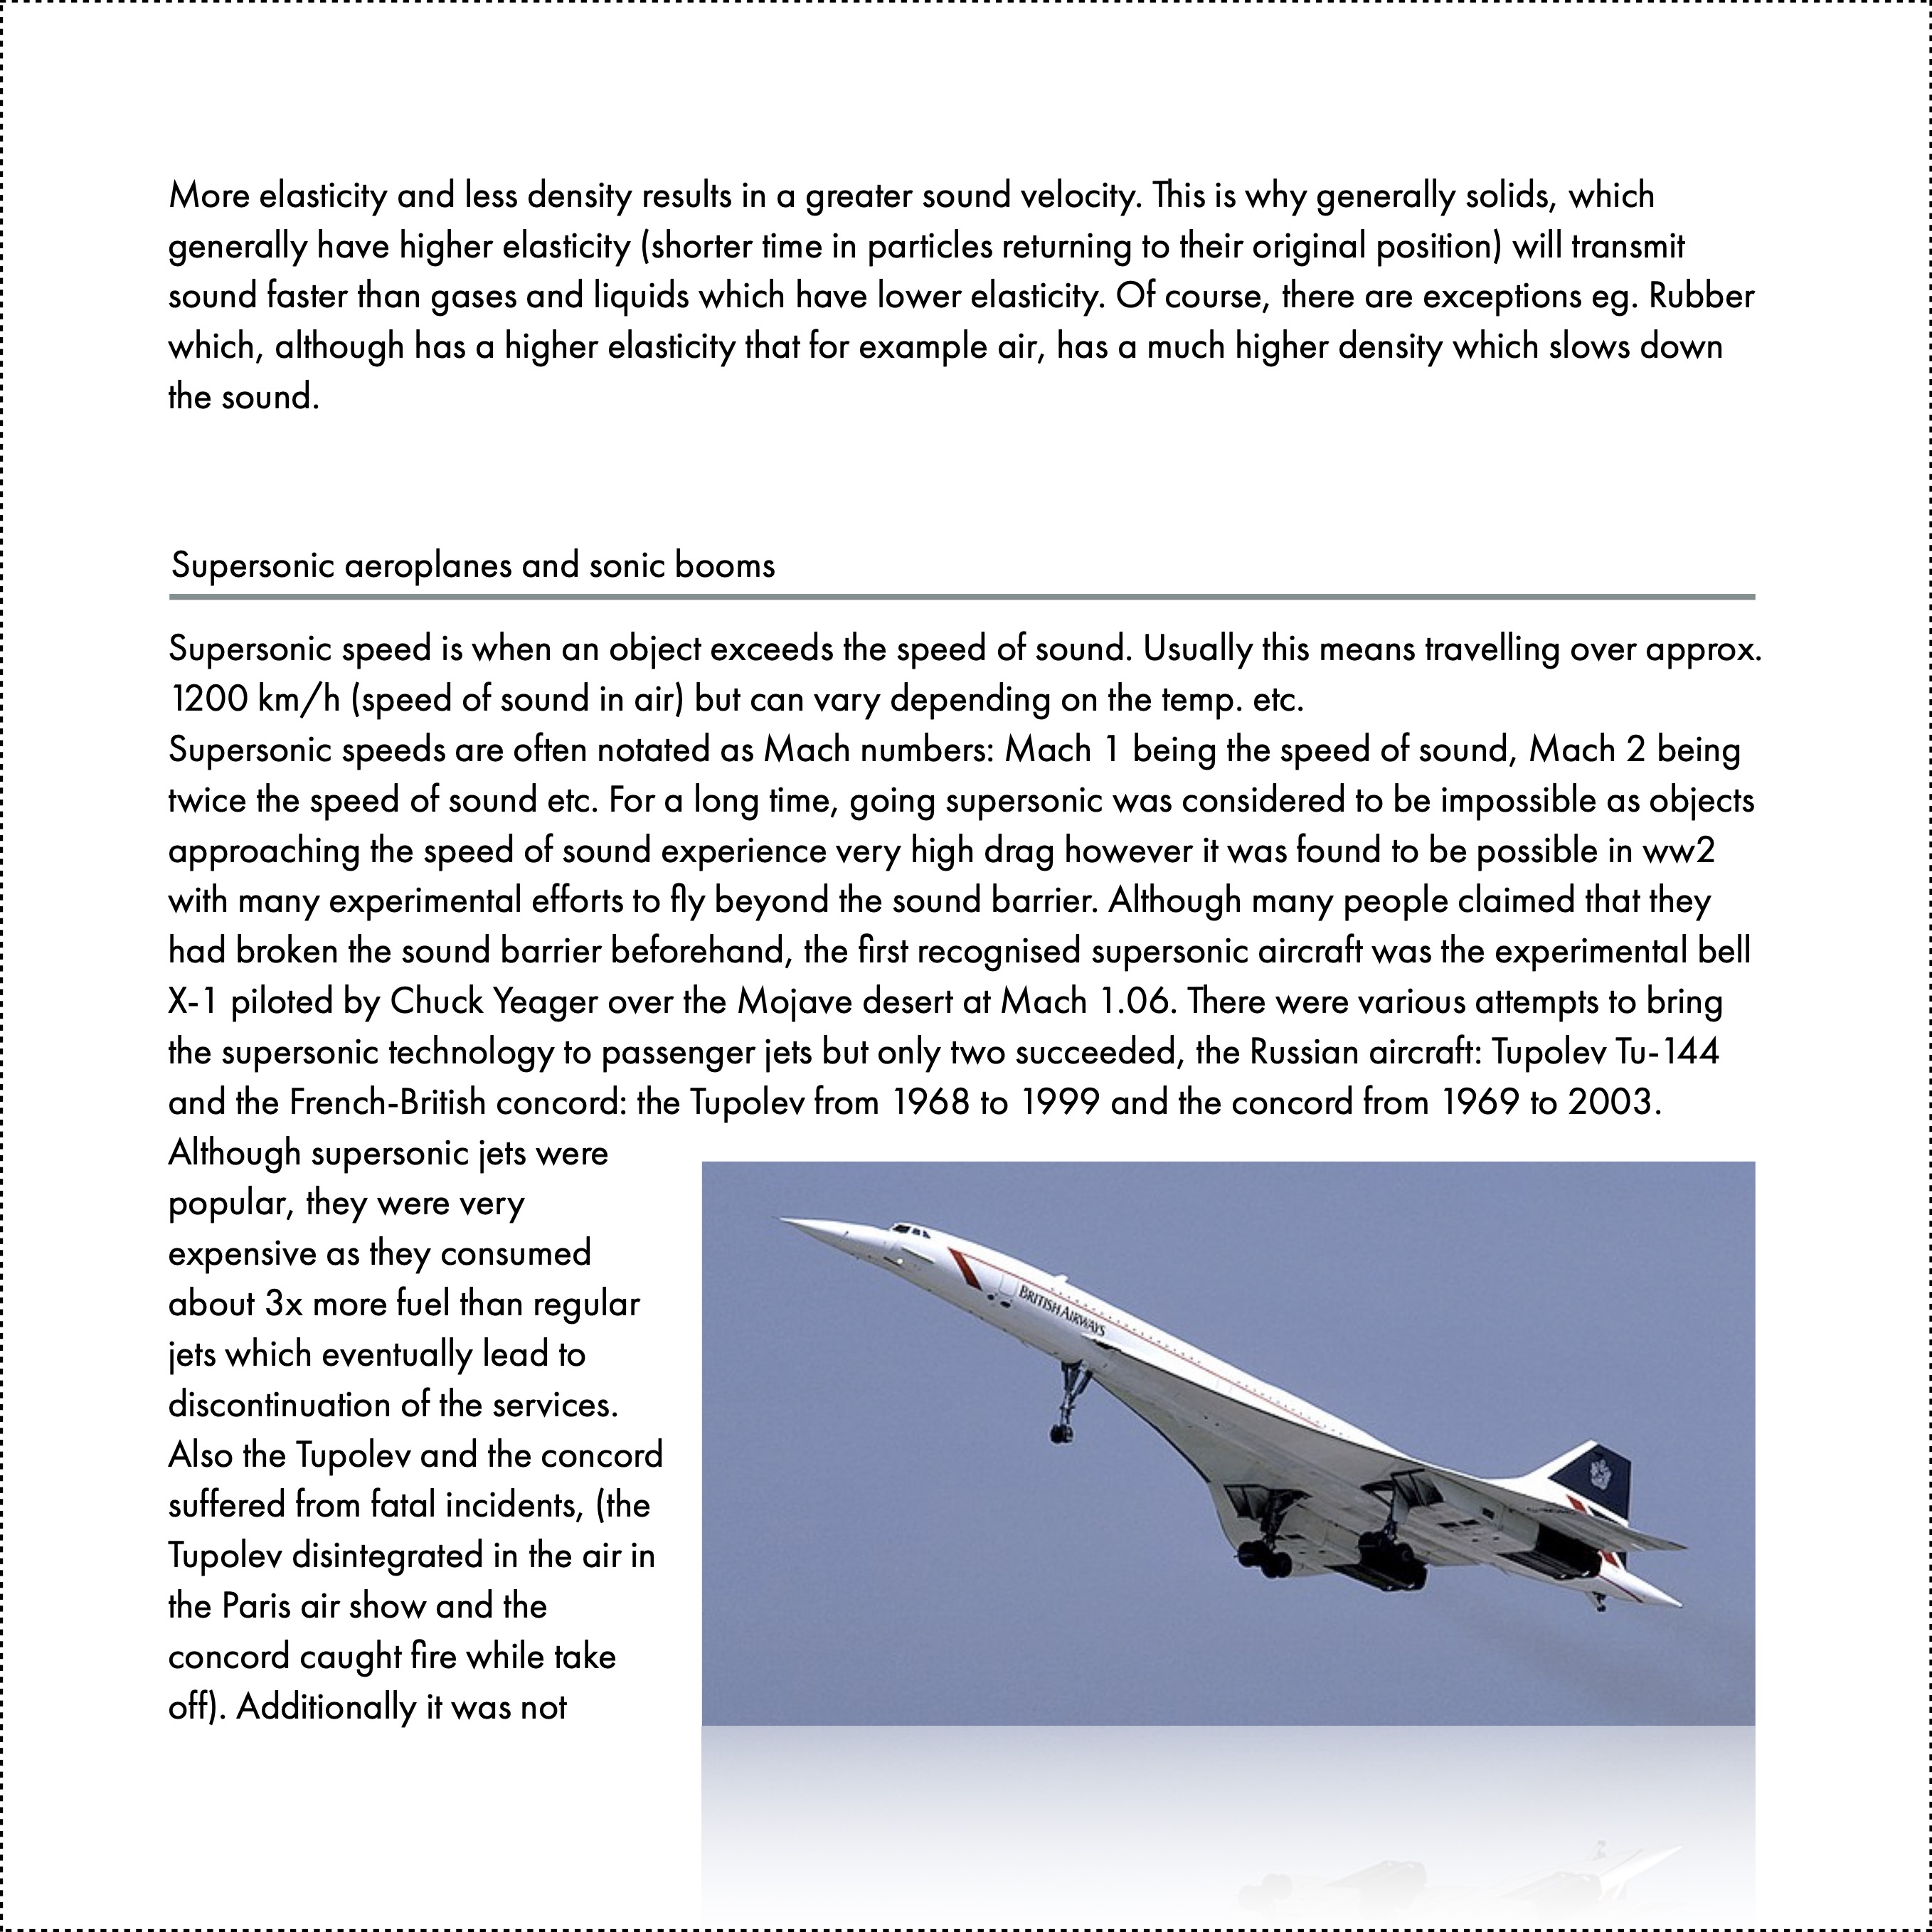 More elasticity and less density results in a greater sound velocity. This is why generally solids, which
generally have higher elasticity (shorter time in particles returning to their original position) will transmit
sound faster than gases and liquids which have lower elasticity. Of course, there are exceptions eg. Rubber
which, although has a higher elasticity that for example air, has a much higher density which slows down
the sound.
Supersonic aeroplanes and sonic booms
Supersonic speed is when an object exceeds the speed of sound. Usually this means travelling over approx.
1200 km/h (speed of sound in air) but can vary depending on the temp. etc.
Supersonic speeds are often notated as Mach numbers: Mach 1 being the speed of sound, Mach 2 being
twice the speed of sound etc. For a long time, going supersonic was considered to be impossible as objects
approaching the speed of sound experience very high drag however it was found to be possible in ww2
with many experimental efforts to fly beyond the sound barrier. Although many people claimed that they
had broken the sound barrier beforehand, the first recognised supersonic aircraft was the experimental bell
X-1 piloted by Chuck Yeager over the Mojave desert at Mach 1.06. There were various attempts to bring
the supersonic technology to passenger jets but only two succeeded, the Russian aircraft: Tupolev Tu-144
and the French-British concord: the Tupolev from 1968 to 1999 and the concord from 1969 to 2003.
Although supersonic jets were
popular, they were very
expensive as they consumed
about 3x more fuel than regular
jets which eventually lead to
discontinuation of the services.
Also the Tupolev and the concord
suffered from fatal incidents, (the
Tupolev disintegrated in the air in
the Paris air show and the
concord caught fire while take
off). Additionally it was not
BRITISH AIRWAYS